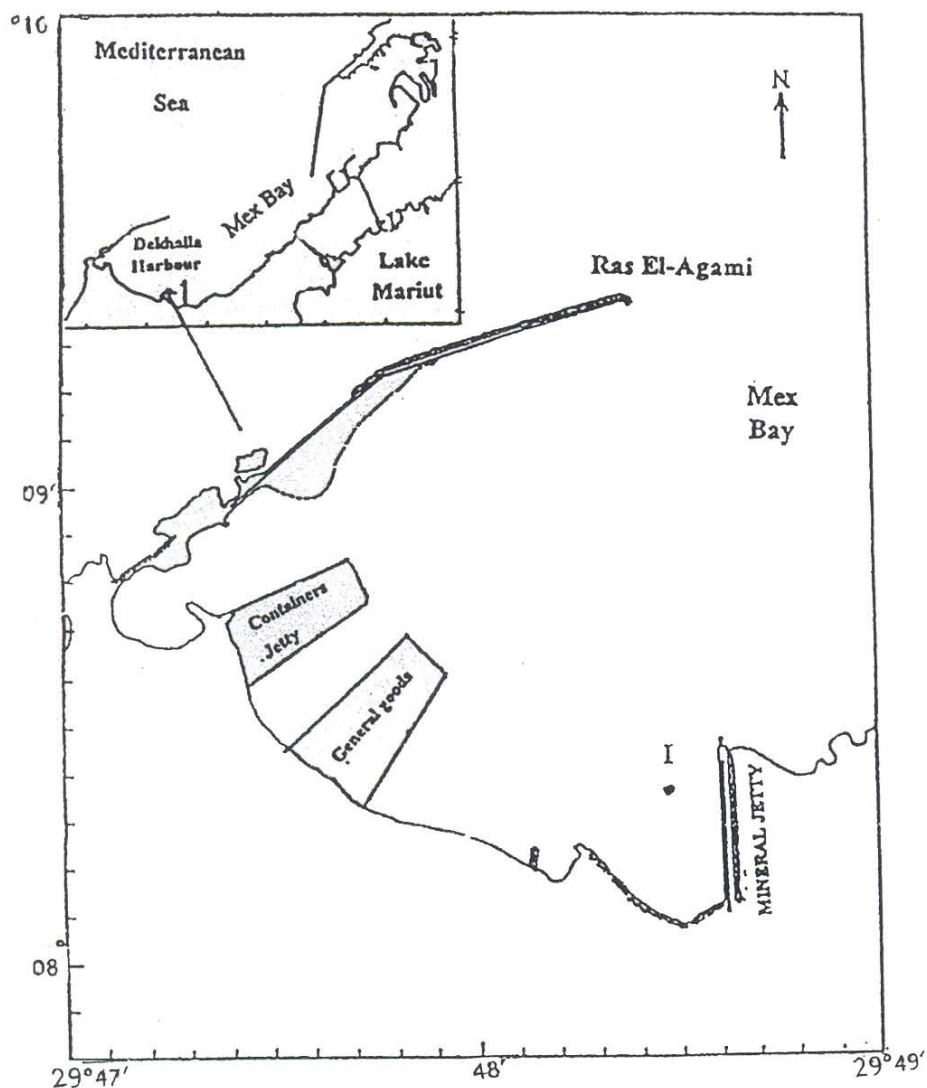 °10
Mediterranean
Sea
Mex Bay
Dekhalla
Harbour
Lake
Mariut
N
Ras El-Agami
Mex
Bay
09'
Containers
Jetty
General goods
I
MINERAL JETTY
08
29°47'
48'
29°49'